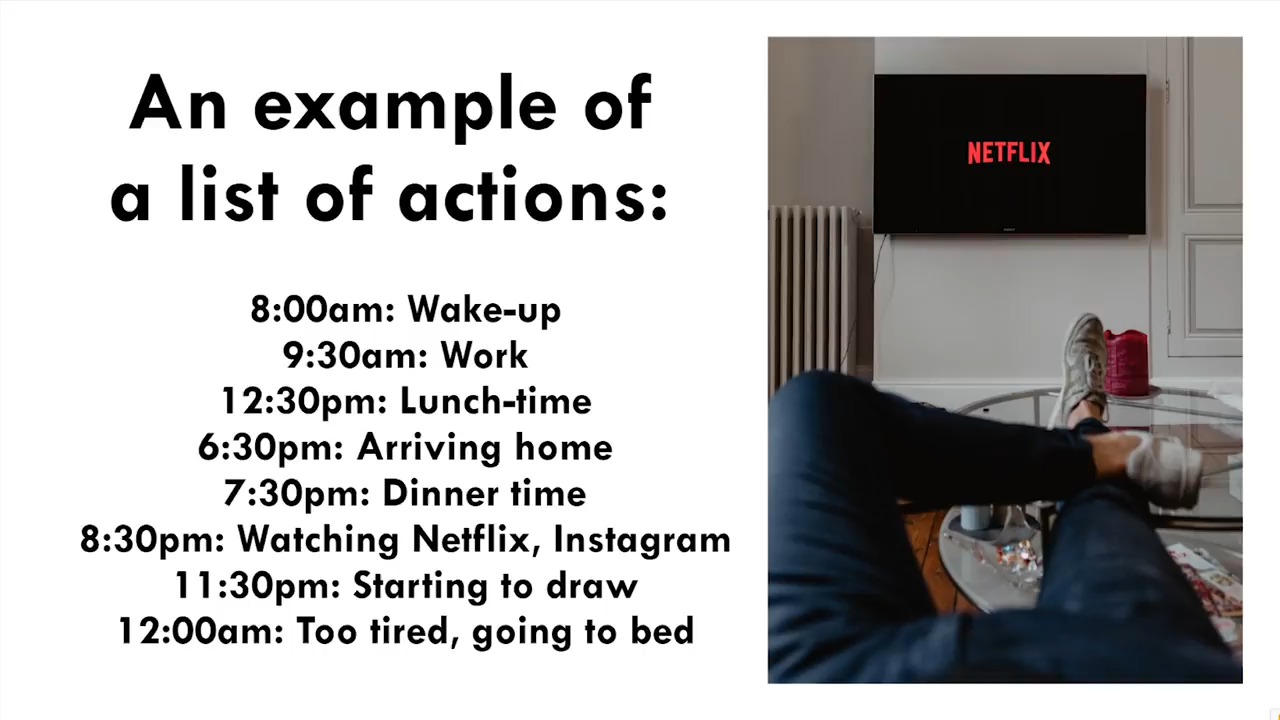 An example of
a list of actions:
8:00am: Wake-up
9:30am: Work
12:30pm: Lunch-time
6:30pm: Arriving home
7:30pm: Dinner time
8:30pm: Watching Netflix, Instagram
11:30pm: Starting to draw
12:00am: Too tired, going to bed
NETFLIX